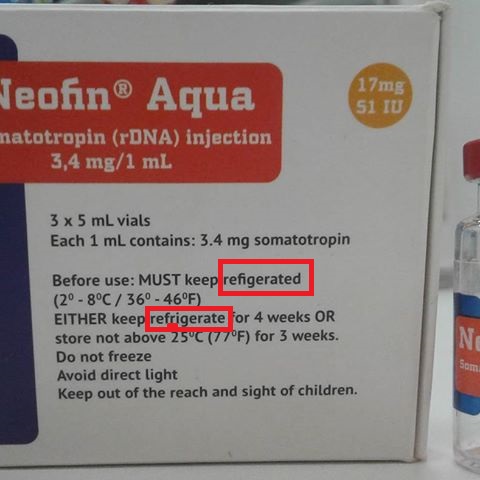 Neofin® Aqua
matotropin (rDNA) injection
3,4 mg/1 mL
17mg
51 IU
3 x 5 mL vials
Each 1 mL contains: 3.4 mg somatotropin
Before use: MUST keep refigerated
(2⁰ - 8⁰C / 36⁰ - 46⁰F)
EITHER keep refrigerate for 4 weeks OR
store not above 25⁰C (77⁰F) for 3 weeks.
Do not freeze
Avoid direct light
Keep out of the reach and sight of children.
Ne
Soma